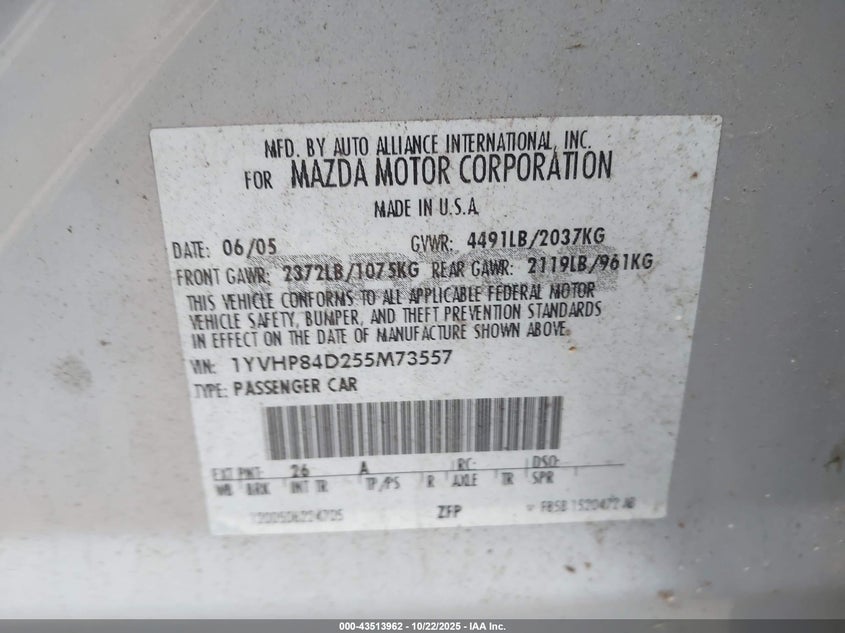 MFD. BY AUTO ALLIANCE INTERNATIONAL, INC.
FOR MAZDA MOTOR CORPORATION
MADE IN U.S.A.
DATE: 06/05 GVWR: 4491LB/2037KG
FRONT GAWR: 2372LB/1075KG REAR GAWR: 2119LB/961KG
THIS VEHICLE CONFORMS TO ALL APPLICABLE FEDERAL MOTOR
VEHICLE SAFETY, BUMPER, AND THEFT PREVENTION STANDARDS
IN EFFECT ON THE DATE OF MANUFACTURE SHOWN ABOVE.
VIN: 1YVHP84D255M73557
TYPE: PASSENGER CAR
EXT PNT: 26 A RC: DSO:
WB BRK INT TR TP/PS R AXLE TR SPR
ZFP
000-43513962 - 10/22/2025 - IAA Inc.